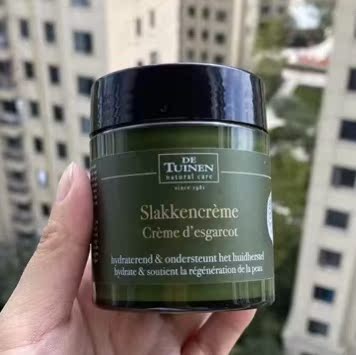 DE
TUINEN
natural care
since 1981
Slakkencrème
Crème d'esgarcot
hydraterend & ondersteunt het huidherstel
hydrate & soutient la régénération de la peau